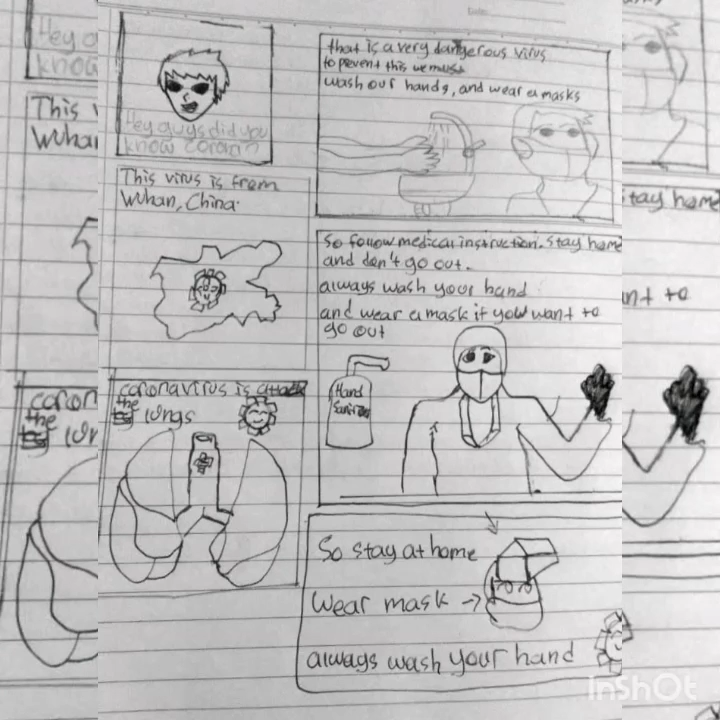 Hey guys did you
know corona?
This virus is from
Wuhan, China.
coronavirus is attack
the lungs
that is a very dangerous virus
to prevent this we must
wash our hands, and wear a masks
So follow medical instruction. Stay home
and don't go out.
always wash your hand
and wear a mask if you want to
go out
Hand
Sanitizer
So stay at home
Wear mask
always wash your hand
InShOt